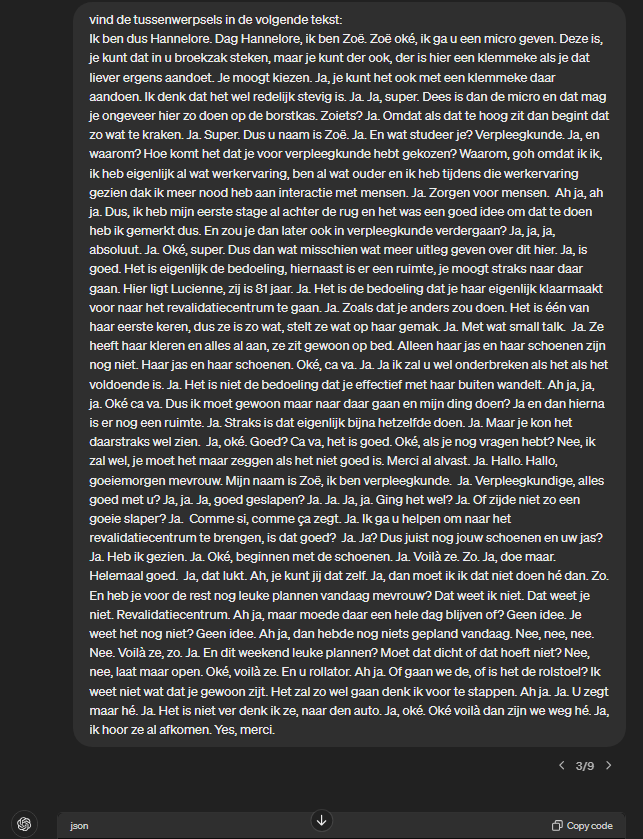 vind de tussenwerpsels in de volgende tekst:
Ik ben dus Hannelore. Dag Hannelore, ik ben Zoë. Zoë oké, ik ga u een micro geven. Deze is,
je kunt dat in u broekzak steken, maar je kunt der ook, der is hier een klemmeke als je dat
liever ergens aandoet. Je moogt kiezen. Ja, je kunt het ook met een klemmeke daar
aandoen. Ik denk dat het wel redelijk stevig is. Ja. Ja, super. Dees is dan de micro en dat mag
je ongeveer hier zo doen op de borstkas. Zoiets? Ja. Omdat als dat te hoog zit dan begint dat
zo wat te kraken. Ja. Super. Dus u naam is Zoë. Ja. En wat studeer je? Verpleegkunde. Ja, en
waarom? Hoe komt het dat je voor verpleegkunde hebt gekozen? Waarom, goh omdat ik ik,
ik heb eigenlijk al wat werkervaring, ben al wat ouder en ik heb tijdens die werkervaring
gezien dak ik meer nood heb aan interactie met mensen. Ja. Zorgen voor mensen.  Ah ja, ah
ja. Dus, ik heb mijn eerste stage al achter de rug en het was een goed idee om dat te doen
heb ik gemerkt dus. En zou je dan later ook in verpleegkunde verdergaan? Ja, ja, ja,
absoluut. Ja. Oké, super. Dus dan wat misschien wat meer uitleg geven over dit hier. Ja, is
goed. Het is eigenlijk de bedoeling, hiernaast is er een ruimte, je moogt straks naar daar
gaan. Hier ligt Lucienne, zij is 81 jaar. Ja. Het is de bedoeling dat je haar eigenlijk klaarmaakt
voor naar het revalidatiecentrum te gaan. Ja. Zoals dat je anders zou doen. Het is één van
haar eerste keren, dus ze is zo wat, stelt ze wat op haar gemak. Ja. Met wat small talk.  Ja. Ze
heeft haar kleren en alles al aan, ze zit gewoon op bed. Alleen haar jas en haar schoenen zijn
nog niet. Haar jas en haar schoenen. Oké, ca va. Ja. Ja ik zal u wel onderbreken als het als het
voldoende is. Ja. Het is niet de bedoeling dat je effectief met haar buiten wandelt. Ah ja, ja,
ja. Oké ca va. Dus ik moet gewoon maar naar daar gaan en mijn ding doen? Ja en dan hierna
is er nog een ruimte. Ja. Straks is dat eigenlijk bijna hetzelfde doen. Ja. Maar je kon het
daarstraks wel zien.  Ja, oké. Goed? Ca va, het is goed. Oké, als je nog vragen hebt? Nee, ik
zal wel, je moet het maar zeggen als het niet goed is. Merci al alvast. Ja. Hallo. Hallo,
goeiemorgen mevrouw. Mijn naam is Zoë, ik ben verpleegkunde.  Ja. Verpleegkundige, alles
goed met u? Ja, ja. Ja, goed geslapen? Ja. Ja. Ja, ja. Ging het wel? Ja. Of zijde niet zo een
goeie slaper? Ja.  Comme si, comme ça zegt. Ja. Ik ga u helpen om naar het
revalidatiecentrum te brengen, is dat goed?  Ja. Ja? Dus juist nog jouw schoenen en uw jas?
Ja. Heb ik gezien. Ja. Oké, beginnen met de schoenen. Ja. Voilà ze. Zo. Ja, doe maar.
Helemaal goed.  Ja, dat lukt. Ah, je kunt jij dat zelf. Ja, dan moet ik ik dat niet doen hé dan. Zo.
En heb je voor de rest nog leuke plannen vandaag mevrouw? Dat weet ik niet. Dat weet je
niet. Revalidatiecentrum. Ah ja, maar moede daar een hele dag blijven of? Geen idee. Je
weet het nog niet? Geen idee. Ah ja, dan hebde nog niets gepland vandaag. Nee, nee, nee.
Nee. Voilà ze, zo. Ja. En dit weekend leuke plannen? Moet dat dicht of dat hoeft niet? Nee,
nee, laat maar open. Oké, voilà ze. En u rollator. Ah ja. Of gaan we de, of is het de rolstoel? Ik
weet niet wat dat je gewoon zijt. Het zal zo wel gaan denk ik voor te stappen. Ah ja. Ja. U zegt
maar hé. Ja. Het is niet ver denk ik ze, naar den auto. Ja, oké. Oké voilà dan zijn we weg hé. Ja,
ik hoor ze al afkomen. Yes, merci.
3/9
json
Copy code